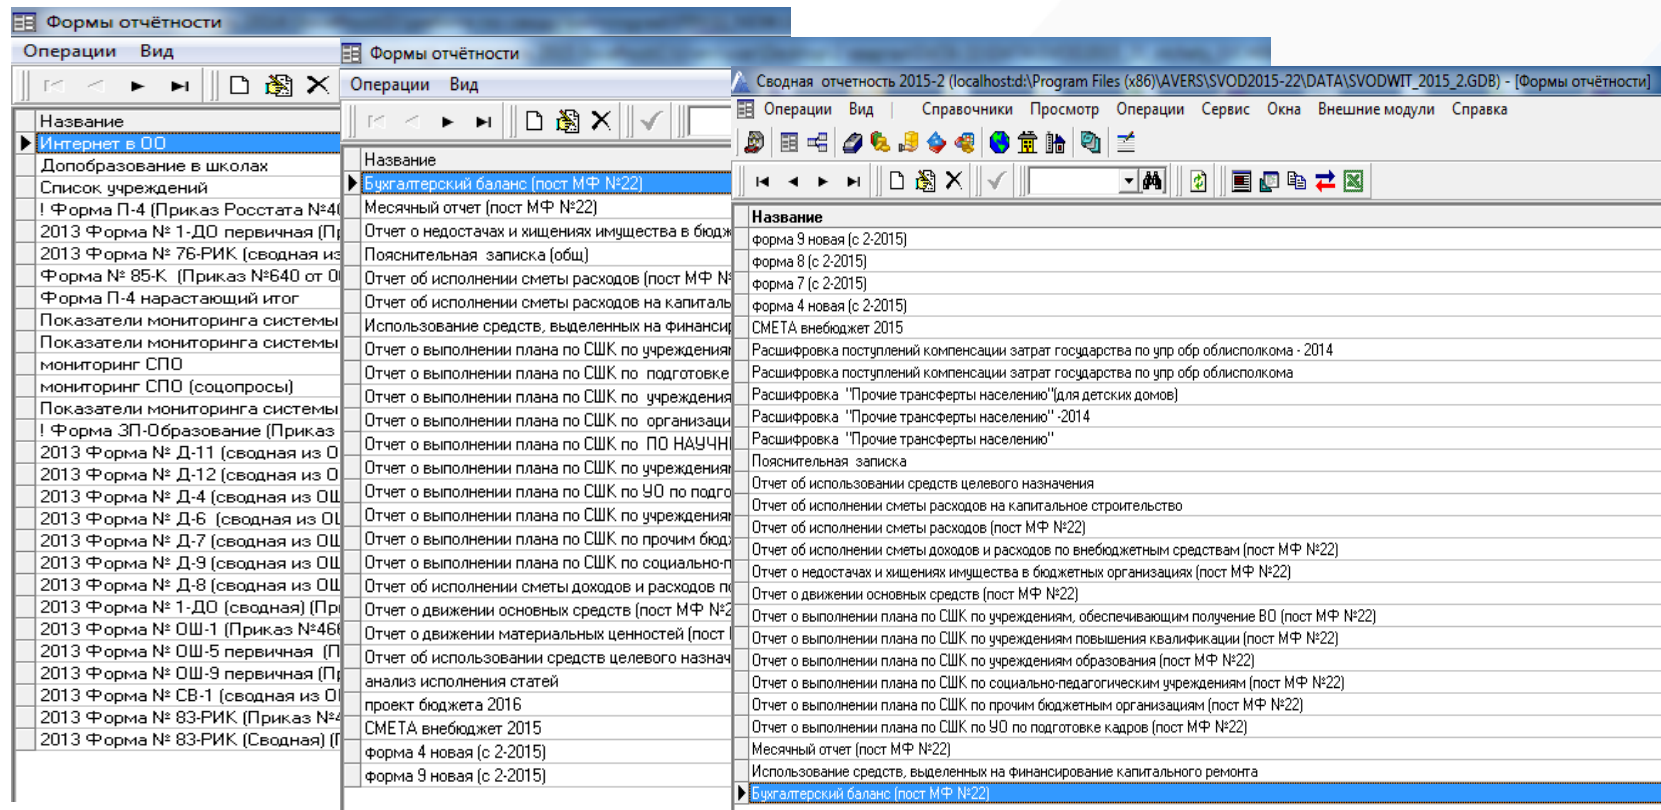 Формы отчётности
Операции Вид
Название
Интернет в ОО
Допобразование в школах
Список учреждений
! Форма П-4 (Приказ Росстата №4
2013 Форма № 1-ДО первичная (П
2013 Форма № 76-РИК (сводная из
Форма № 85-К (Приказ №640 от 0
Форма П-4 нарастающий итог
Показатели мониторинга системы
Показатели мониторинга системы
мониторинг СПО
мониторинг СПО (соцопросы)
Показатели мониторинга системы
! Форма ЗП-Образование (Приказ
2013 Форма № Д-11 (сводная из О
2013 Форма № Д-12 (сводная из О
2013 Форма № Д-4 (сводная из ОШ
2013 Форма № Д-6 (сводная из ОШ
2013 Форма № Д-7 (сводная из ОШ
2013 Форма № Д-9 (сводная из ОШ
2013 Форма № Д-8 (сводная из ОШ
2013 Форма № 1-ДО (сводная) (При
2013 Форма № ОШ-1 (Приказ №466
2013 Форма № ОШ-5 первичная (П
2013 Форма № ОШ-9 первичная (П
2013 Форма № СВ-1 (сводная из О
2013 Форма № 83-РИК (Приказ №4
2013 Форма № 83-РИК (Сводная) (П
Формы отчётности
Операции Вид
Название
Бухгалтерский баланс (пост МФ №22)
Месячный отчет (пост МФ №22)
Отчет о недостачах и хищениях имущества в бюдж
Пояснительная записка (общ)
Отчет об исполнении сметы расходов (пост МФ №
Отчет об исполнении сметы расходов на капиталь
Использование средств, выделенных на финанси
Отчет о выполнении плана по СШК по учреждения
Отчет о выполнении плана по СШК по подготовке
Отчет о выполнении плана по СШК по учреждения
Отчет о выполнении плана по СШК по организаци
Отчет о выполнении плана по СШК по ПО НАУЧН
Отчет о выполнении плана по СШК по учреждения
Отчет о выполнении плана по СШК по УО по подго
Отчет о выполнении плана по СШК по учреждения
Отчет о выполнении плана по СШК по прочим бюд
Отчет о выполнении плана по СШК по социально-п
Отчет об исполнении сметы доходов и расходов п
Отчет о движении основных средств (пост МФ №2
Отчет о движении материальных ценностей (пост
Отчет об использовании средств целевого назнач
анализ исполнения статей
проект бюджета 2016
СМЕТА внебюджет 2015
форма 4 новая (с 2-2015)
форма 9 новая (с 2-2015)
Сводная отчетность 2015-2 (localhost:d:\Program Files (x86)\AVERS\SVOD2015-22\DATA\SVODWIT_2015_2.GDB) - [Формы отчётности]
Операции Вид Справочники Просмотр Операции Сервис Окна Внешние модули Справка
Название
форма 9 новая (с 2-2015)
форма 8 (с 2-2015)
форма 7 (с 2-2015)
форма 4 новая (с 2-2015)
СМЕТА внебюджет 2015
Расшифровка поступлений компенсации затрат государства по упр обр облисполкома - 2014
Расшифровка поступлений компенсации затрат государства по упр обр облисполкома
Расшифровка "Прочие трансферты населению"(для детских домов)
Расшифровка "Прочие трансферты населению" -2014
Расшифровка "Прочие трансферты населению"
Пояснительная записка
Отчет об использовании средств целевого назначения
Отчет об исполнении сметы расходов на капитальное строительство
Отчет об исполнении сметы расходов (пост МФ №22)
Отчет об исполнении сметы доходов и расходов по внебюджетным средствам (пост МФ №22)
Отчет о недостачах и хищениях имущества в бюджетных организациях (пост МФ №22)
Отчет о движении основных средств (пост МФ №22)
Отчет о выполнении плана по СШК по учреждениям, обеспечивающим получение ВО (пост МФ №22)
Отчет о выполнении плана по СШК по учреждениям повышения квалификации (пост МФ №22)
Отчет о выполнении плана по СШК по учреждениям образования (пост МФ №22)
Отчет о выполнении плана по СШК по социально-педагогическим учреждениям (пост МФ №22)
Отчет о выполнении плана по СШК по прочим бюджетным организациям (пост МФ №22)
Отчет о выполнении плана по СШК по УО по подготовке кадров (пост МФ №22)
Месячный отчет (пост МФ №22)
Использование средств, выделенных на финансирование капитального ремонта
Бухгалтерский баланс (пост МФ №22)